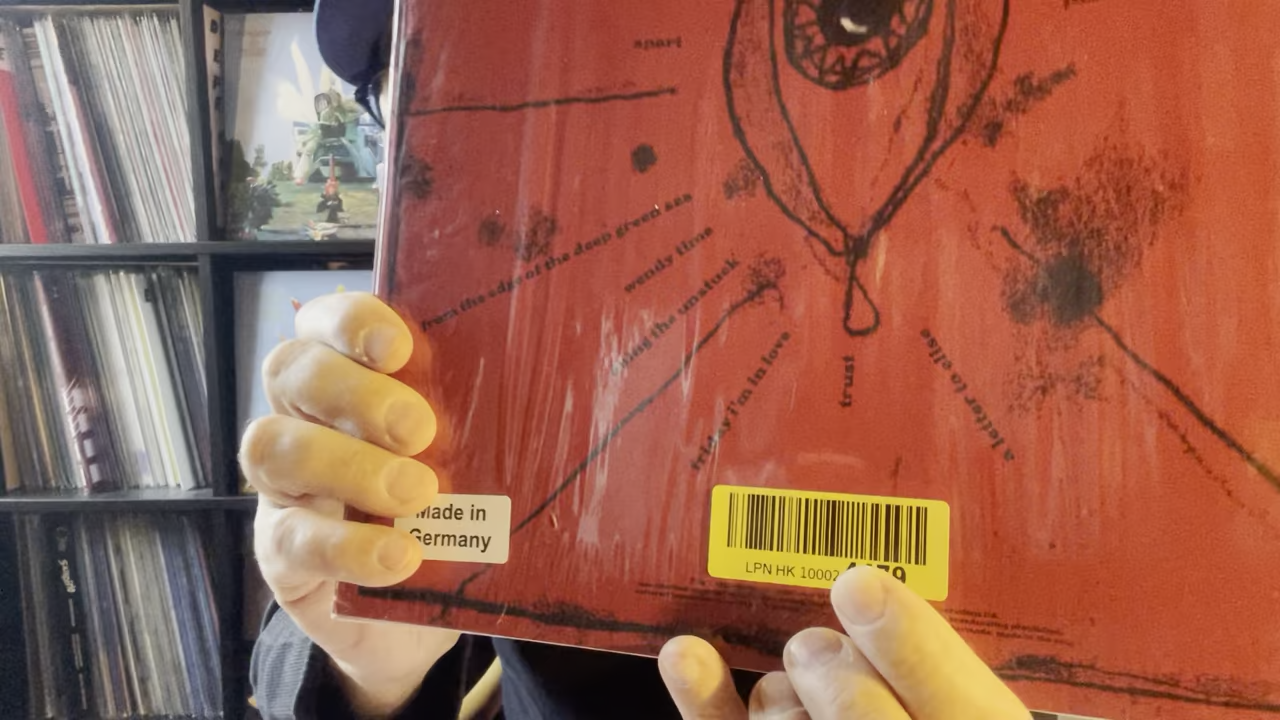 apart
from the edge of the deep green sea
wendy time
doing the unstuck
friday i'm in love
trust
a letter to elise
Made in
Germany
LPN HK 10002